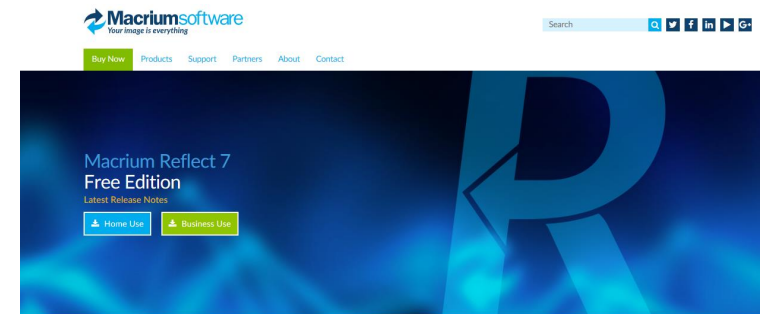 Macriumsoftware
Your image is everything
Search
Buy Now Products Support Partners About Contact
Macrium Reflect 7
Free Edition
Latest Release Notes
Home Use Business Use